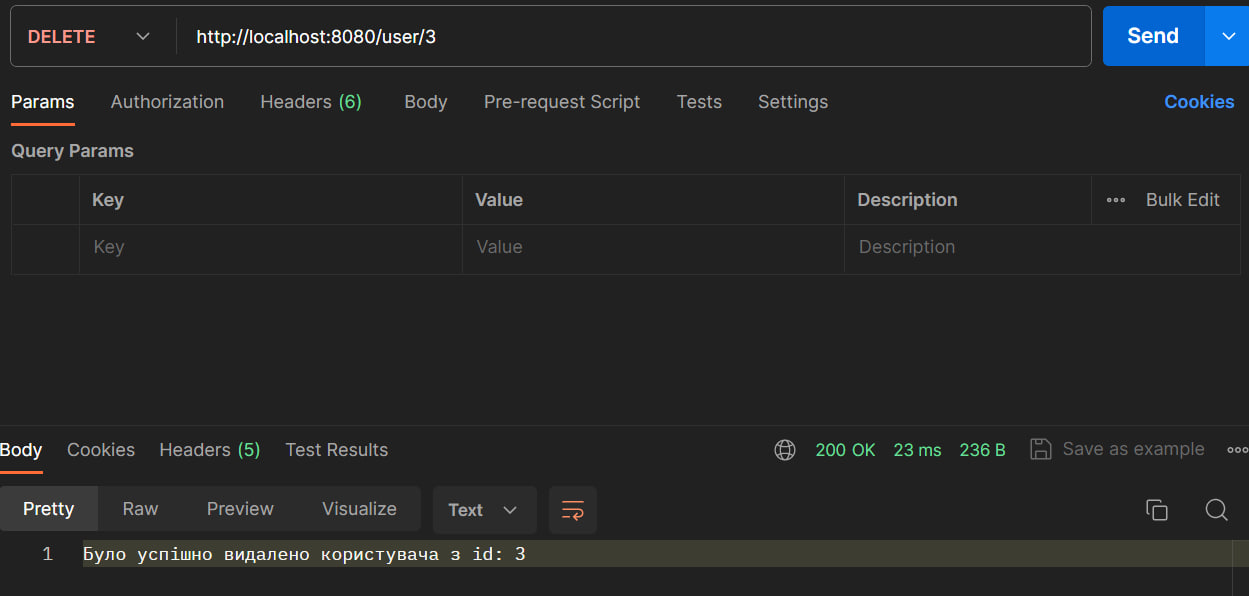 DELETE http://localhost:8080/user/3 Send
Params Authorization Headers (6) Body Pre-request Script Tests Settings Cookies
Query Params
Key Value Description Bulk Edit
Key Value Description
Body Cookies Headers (5) Test Results 200 OK 23 ms 236 B Save as example
Pretty Raw Preview Visualize Text
1 Було успішно видалено користувача з id: 3